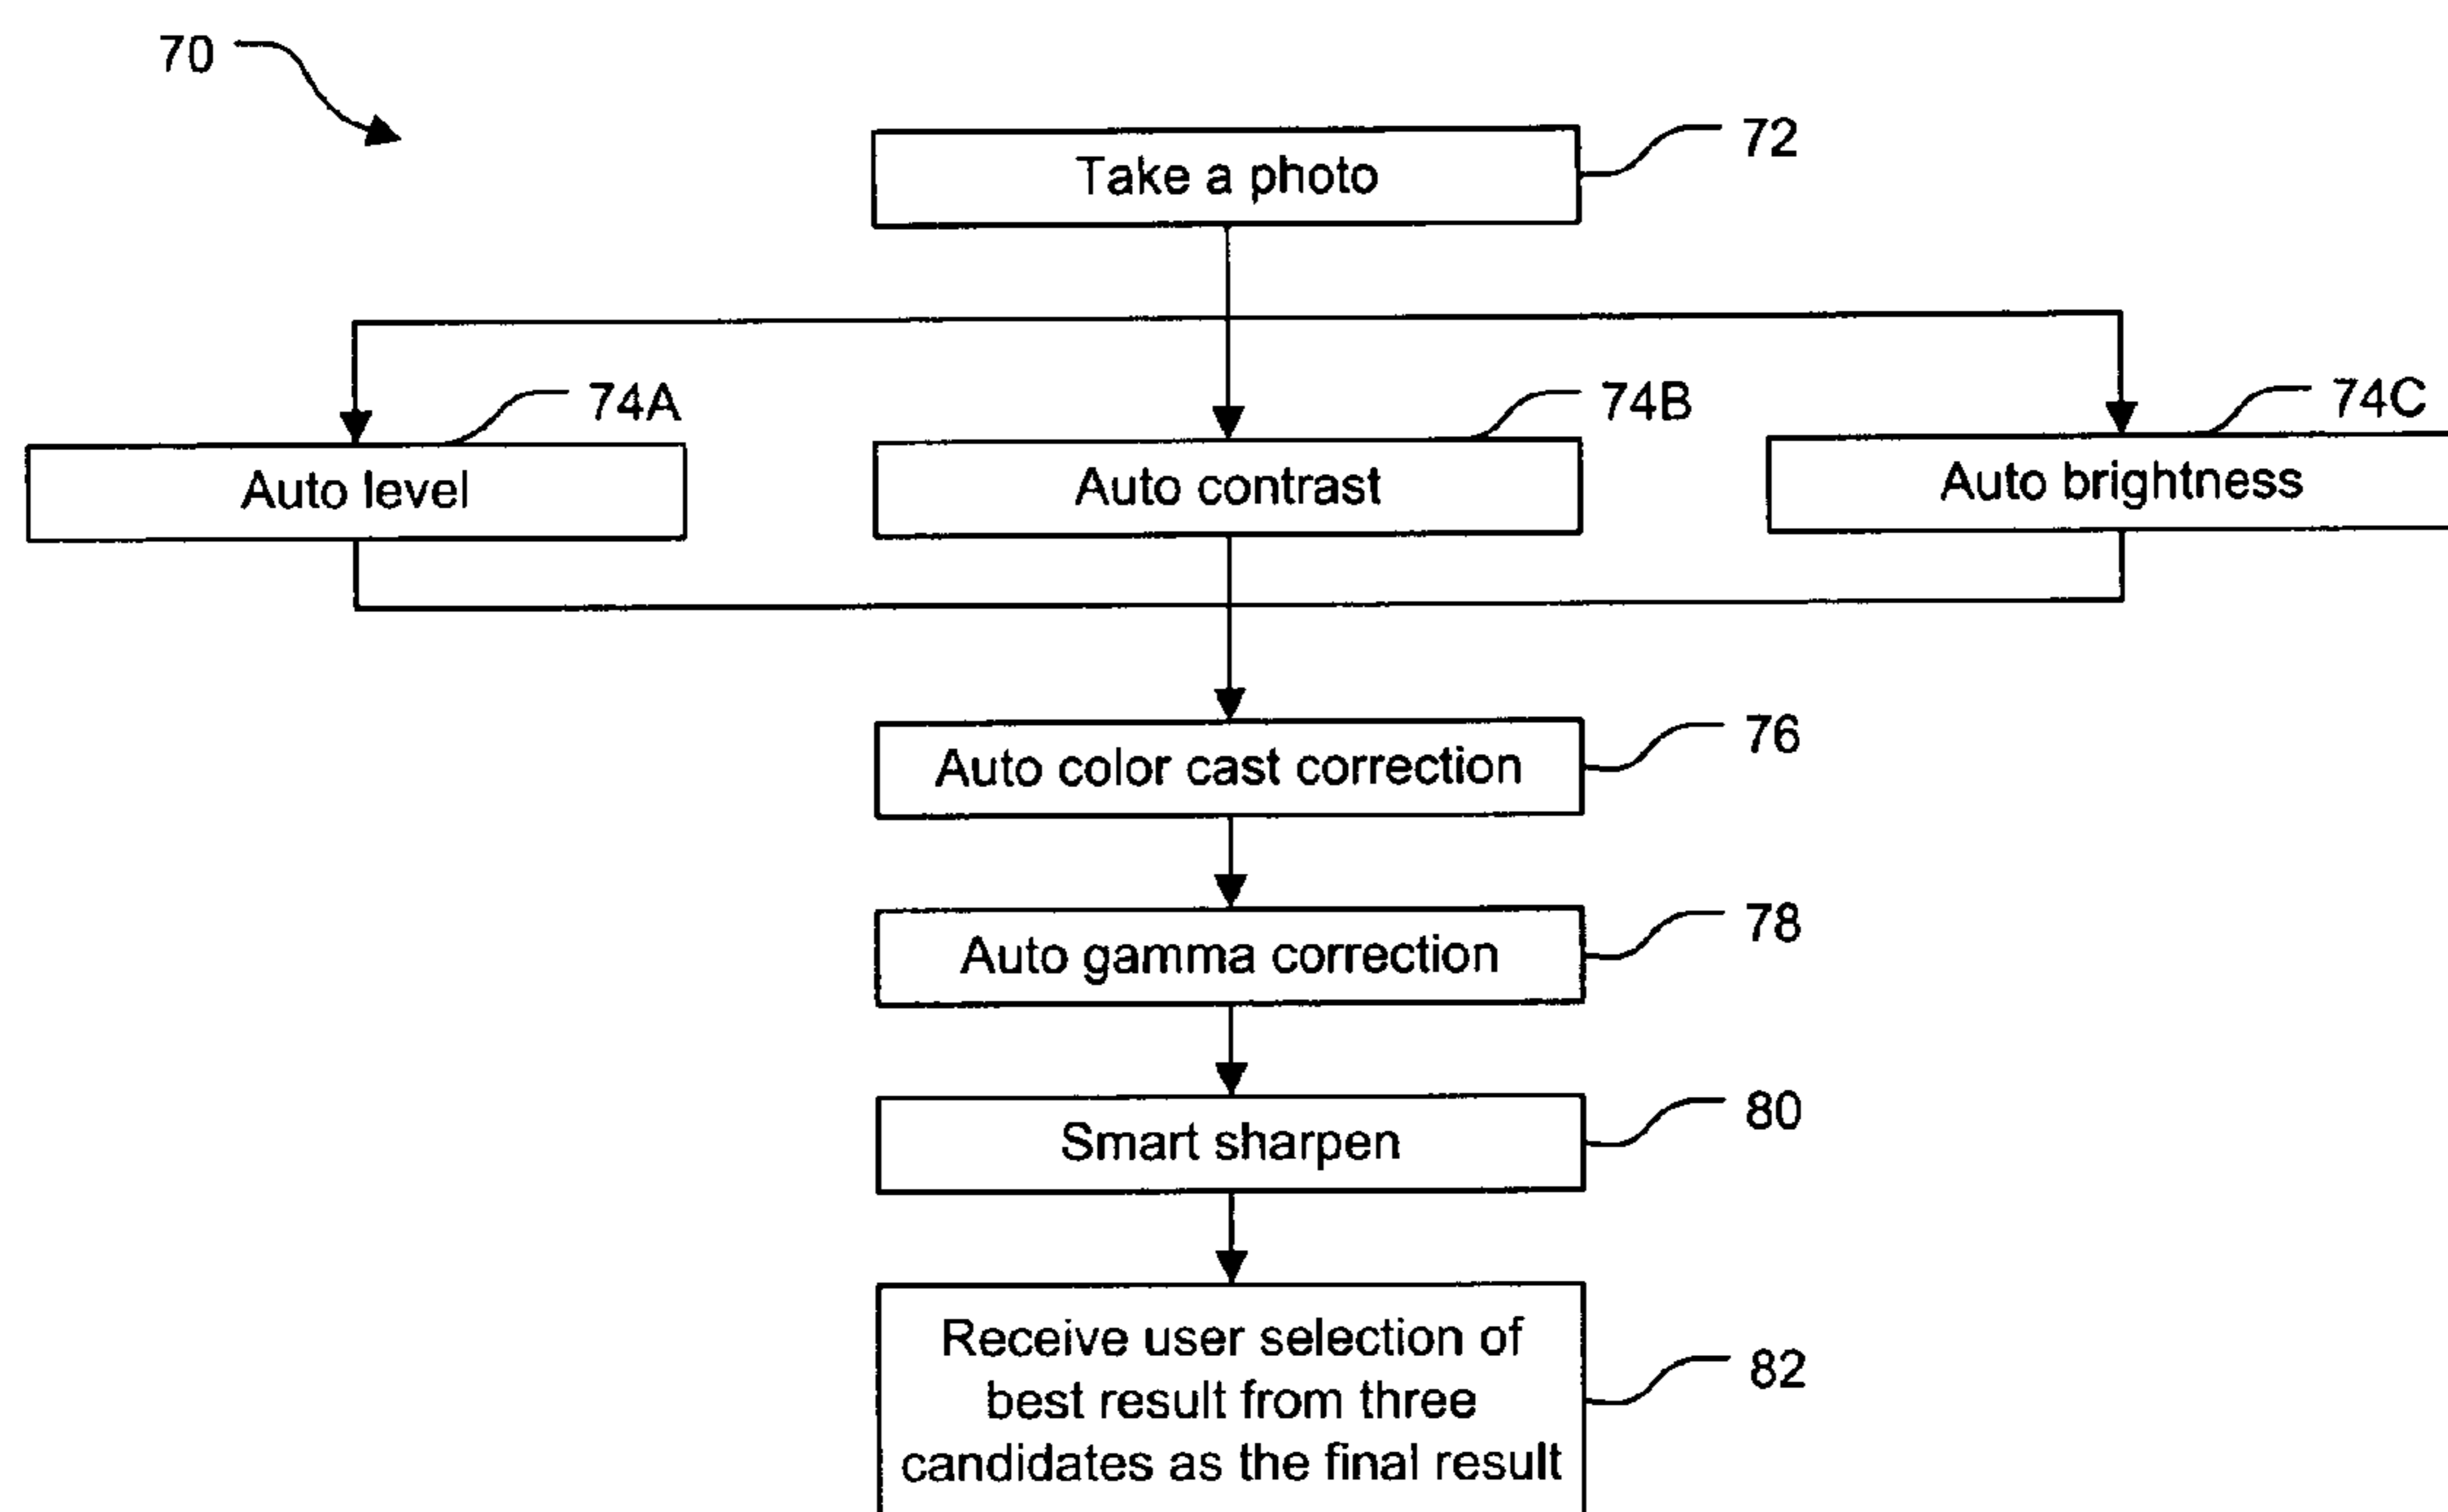 70
Take a photo
72
74A
74B
74C
Auto level
Auto contrast
Auto brightness
Auto color cast correction
76
Auto gamma correction
78
Smart sharpen
80
Receive user selection of
best result from three
candidates as the final result
82